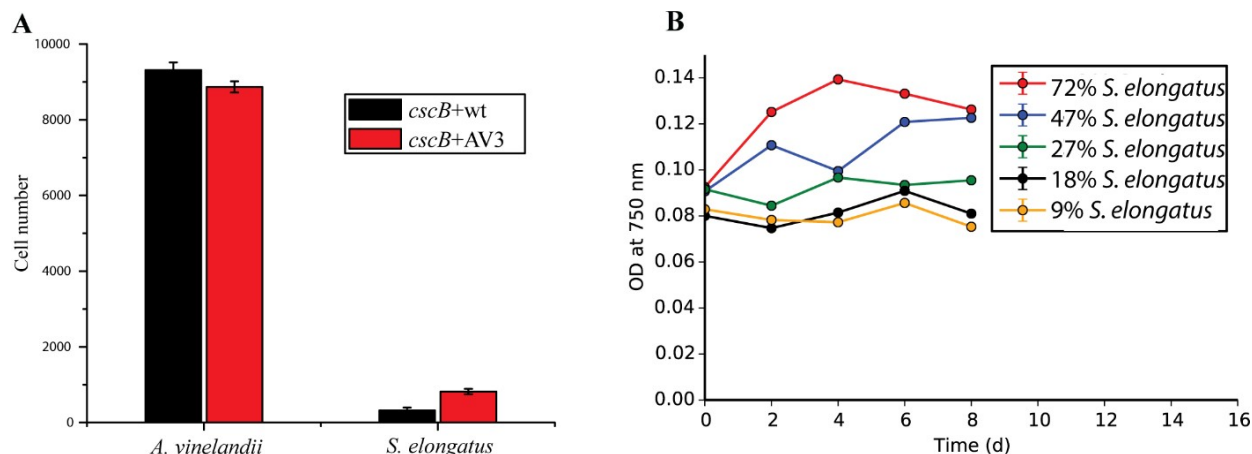 A
Cell number
10000
8000
6000
4000
2000
0
cscB+wt
cscB+AV3
A. vinelandii
S. elongatus
B
OD at 750 nm
0.14
0.12
0.10
0.08
0.06
0.04
0.02
0.00
72% S. elongatus
47% S. elongatus
27% S. elongatus
18% S. elongatus
9% S. elongatus
0 2 4 6 8 10 12 14 16
Time (d)